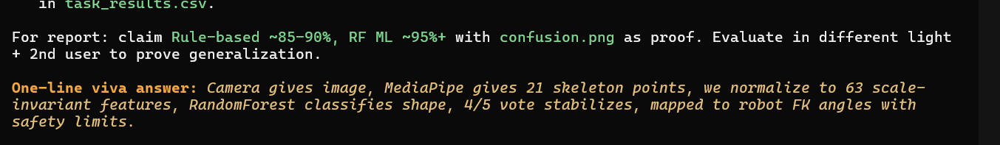 in task_results.csv.
For report: claim Rule-based ~85-90%, RF ML ~95%+ with confusion.png as proof. Evaluate in different light
+ 2nd user to prove generalization.
One-line viva answer: Camera gives image, MediaPipe gives 21 skeleton points, we normalize to 63 scale-
invariant features, RandomForest classifies shape, 4/5 vote stabilizes, mapped to robot FK angles with
safety limits.